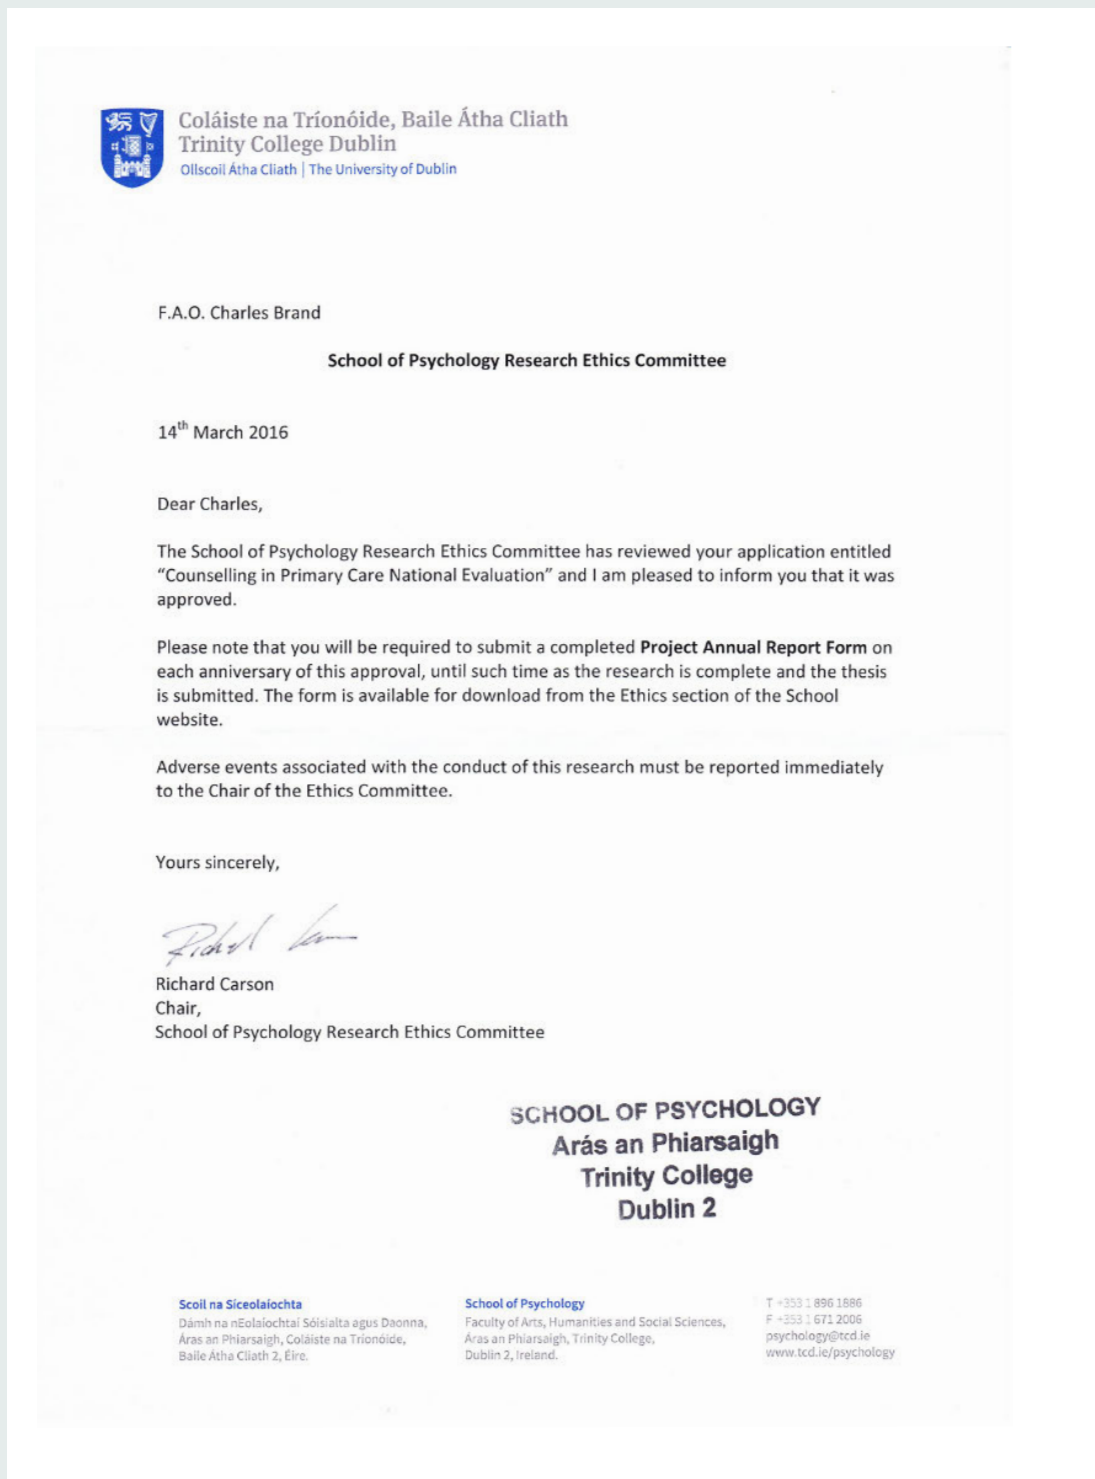 Coláiste na Tríonóide, Baile Átha Cliath
Trinity College Dublin
Ollscoil Átha Cliath | The University of Dublin
F.A.O. Charles Brand
School of Psychology Research Ethics Committee
14th March 2016
Dear Charles,
The School of Psychology Research Ethics Committee has reviewed your application entitled
“Counselling in Primary Care National Evaluation” and I am pleased to inform you that it was
approved.
Please note that you will be required to submit a completed Project Annual Report Form on
each anniversary of this approval, until such time as the research is complete and the thesis
is submitted. The form is available for download from the Ethics section of the School
website.
Adverse events associated with the conduct of this research must be reported immediately
to the Chair of the Ethics Committee.
Yours sincerely,
Richard Carson
Chair,
School of Psychology Research Ethics Committee
SCHOOL OF PSYCHOLOGY
Arás an Phiarsaigh
Trinity College
Dublin 2
Scoil na Síceolaíochta
Dámh na nEolaíochtaí Sóisialta agus Daonna,
Áras an Phiarsaigh, Coláiste na Tríonóide,
Baile Átha Cliath 2, Éire.
School of Psychology
Faculty of Arts, Humanities and Social Sciences,
Áras an Phiarsaigh, Trinity College,
Dublin 2, Ireland.
T +353 1 896 1886
F +353 1 671 2006
psychology@tcd.ie
www.tcd.ie/psychology